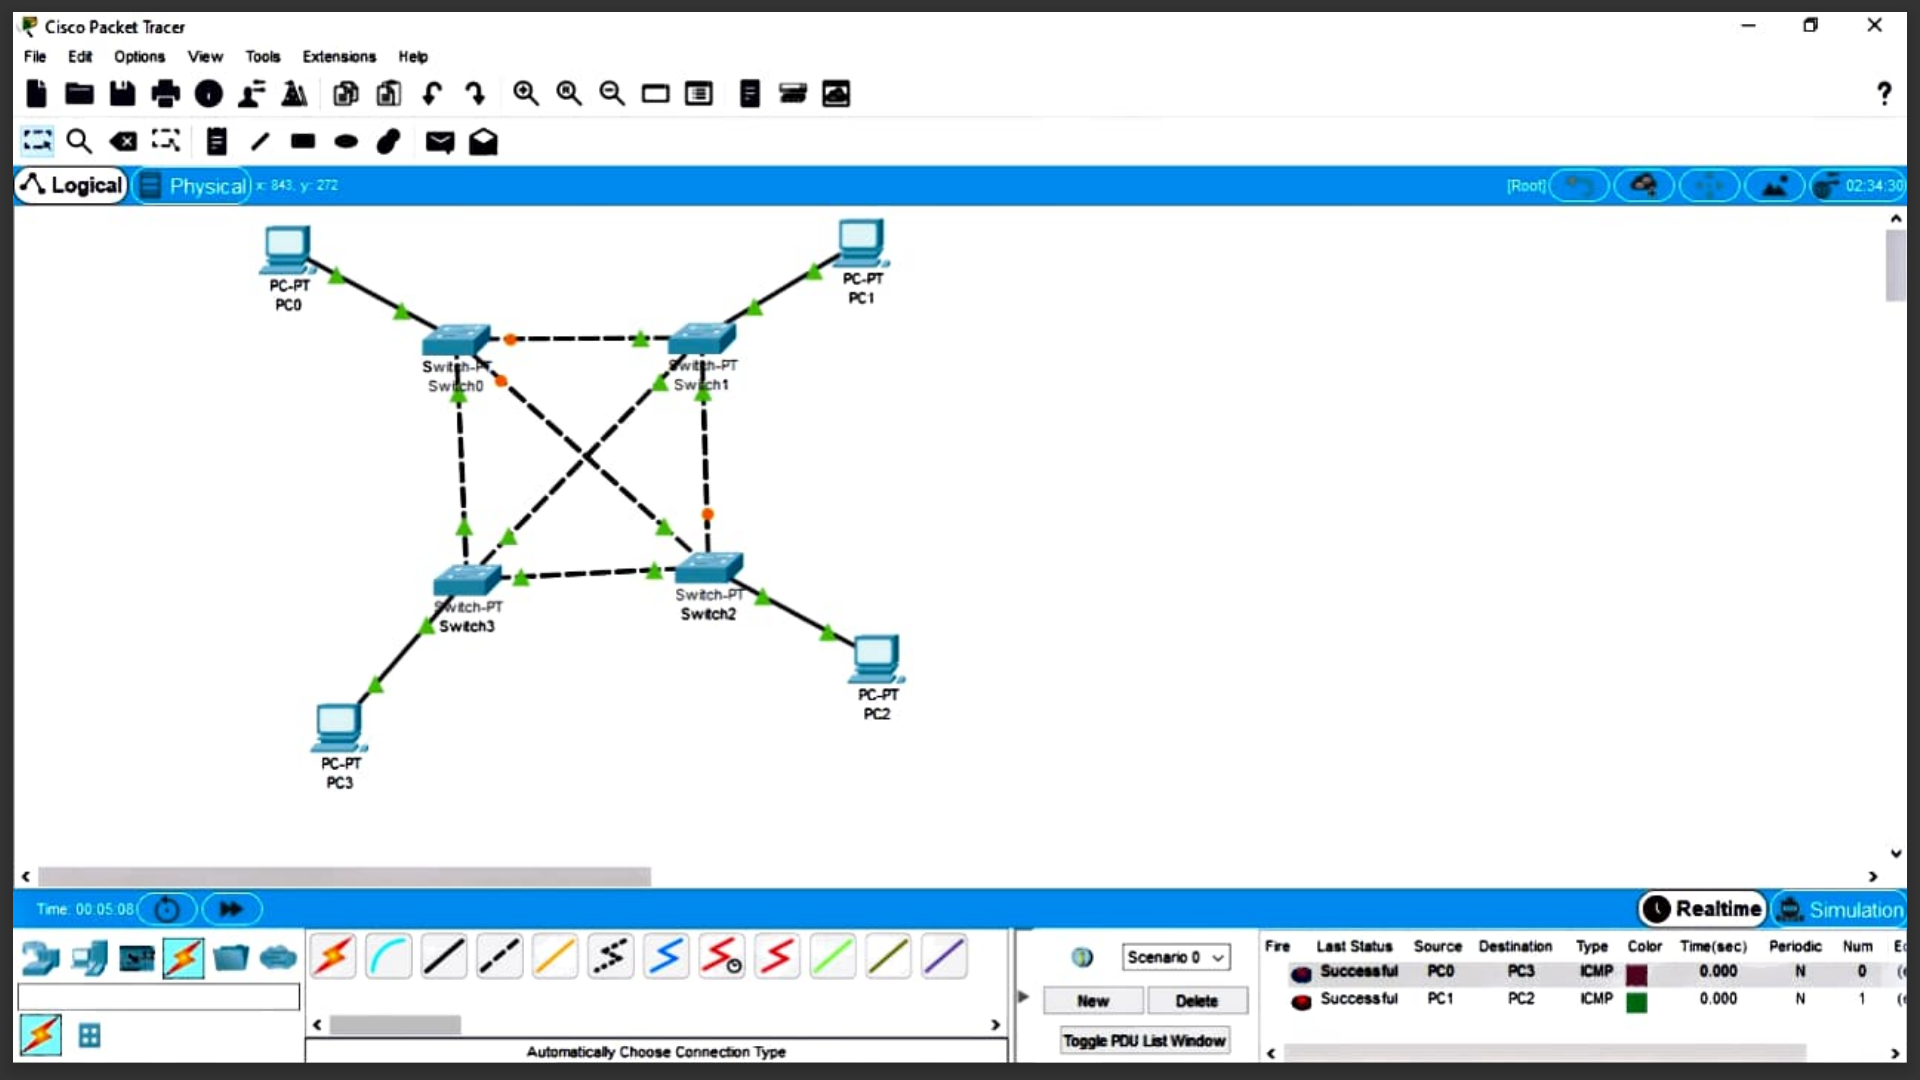 Cisco Packet Tracer
File Edit Options View Tools Extensions Help
?
Logical Physical x: 843, y: 272 [Root] 02:34:30
PC-PT
PC0
PC-PT
PC1
Switch-PT
Switch0
Switch-PT
Switch1
Switch-PT
Switch3
Switch-PT
Switch2
PC-PT
PC2
PC-PT
PC3
Time: 00:05:08 Realtime Simulation
Scenario 0
New Delete
Toggle PDU List Window
Automatically Choose Connection Type
Fire Last Status Source Destination Type Color Time(sec) Periodic Num
Successful PC0 PC3 ICMP 0.000 N 0
Successful PC1 PC2 ICMP 0.000 N 1